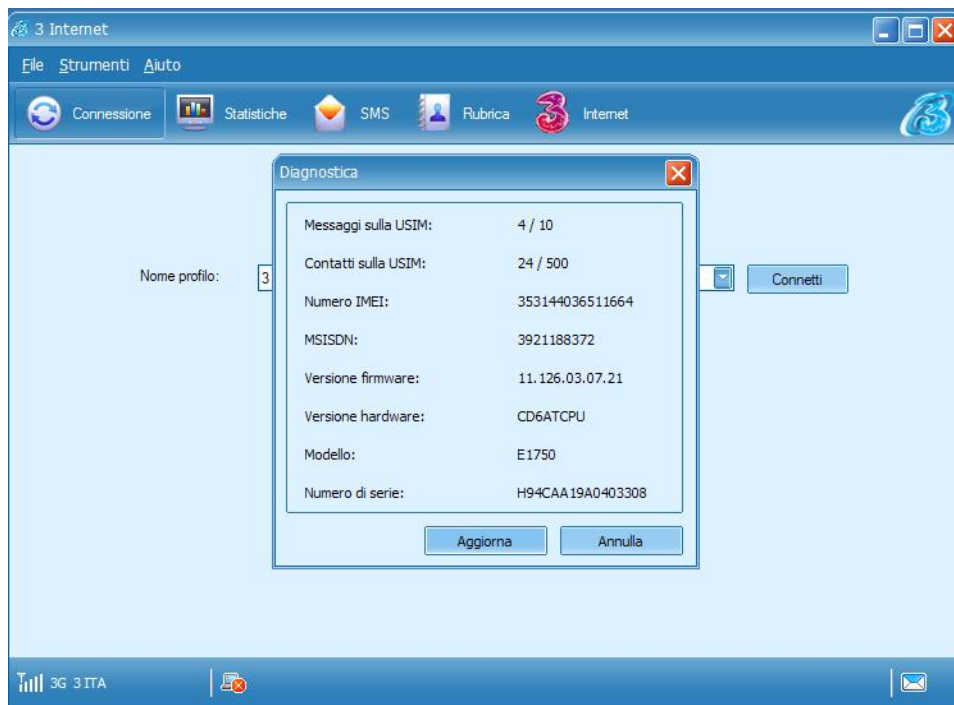 3 Internet
File Strumenti Aiuto
Connessione Statistiche SMS Rubrica Internet
Diagnostica
Messaggi sulla USIM: 4 / 10
Contatti sulla USIM: 24 / 500
Nome profilo: 3 Connetti
Numero IMEI: 353144036511664
MSISDN: 3921188372
Versione firmware: 11.126.03.07.21
Versione hardware: CD6ATCPU
Modello: E1750
Numero di serie: H94CAA19A0403308
Aggiorna Annulla
3G 3 ITA